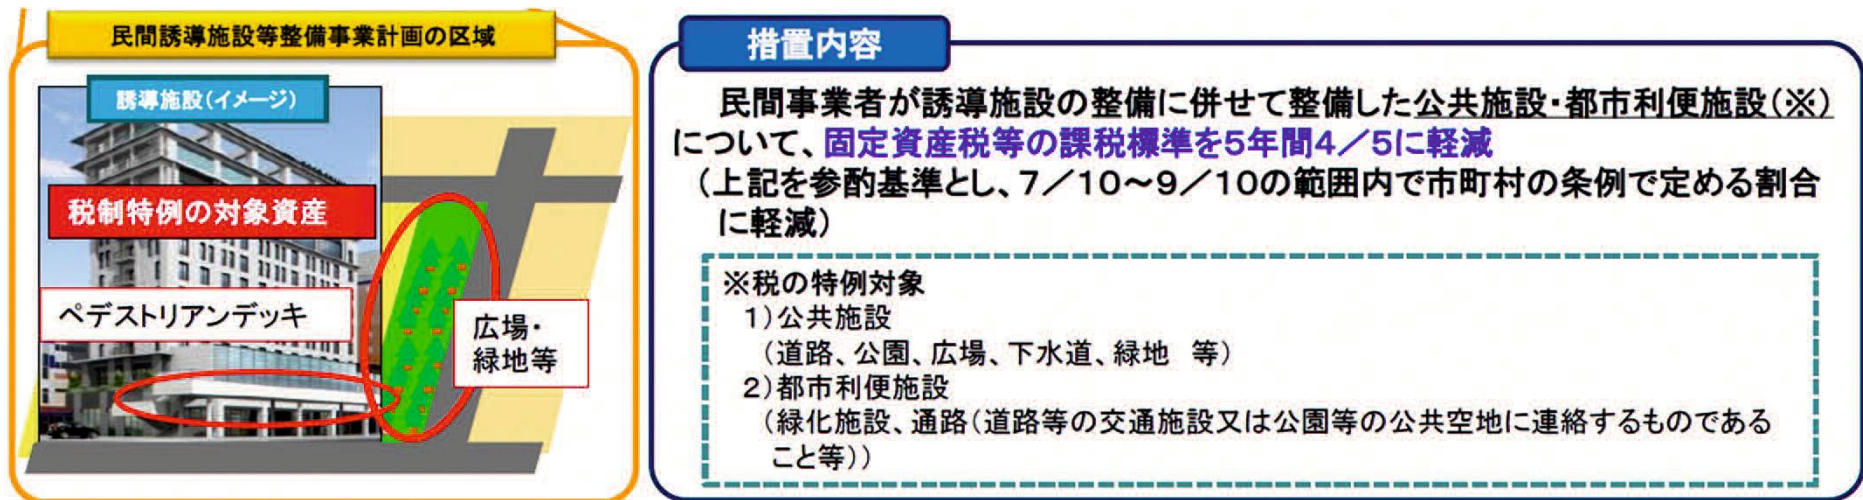 民間誘導施設等整備事業計画の区域
誘導施設(イメージ)
税制特例の対象資産
ペデストリアンデッキ
広場・
緑地等
措置内容
民間事業者が誘導施設の整備に併せて整備した公共施設・都市利便施設(※)
について、固定資産税等の課税標準を5年間4/5に軽減
(上記を参酌基準とし、7/10~9/10の範囲内で市町村の条例で定める割合
に軽減)
※税の特例対象
1)公共施設
(道路、公園、広場、下水道、緑地 等)
2)都市利便施設
(緑化施設、通路(道路等の交通施設又は公園等の公共空地に連絡するものである
こと等))